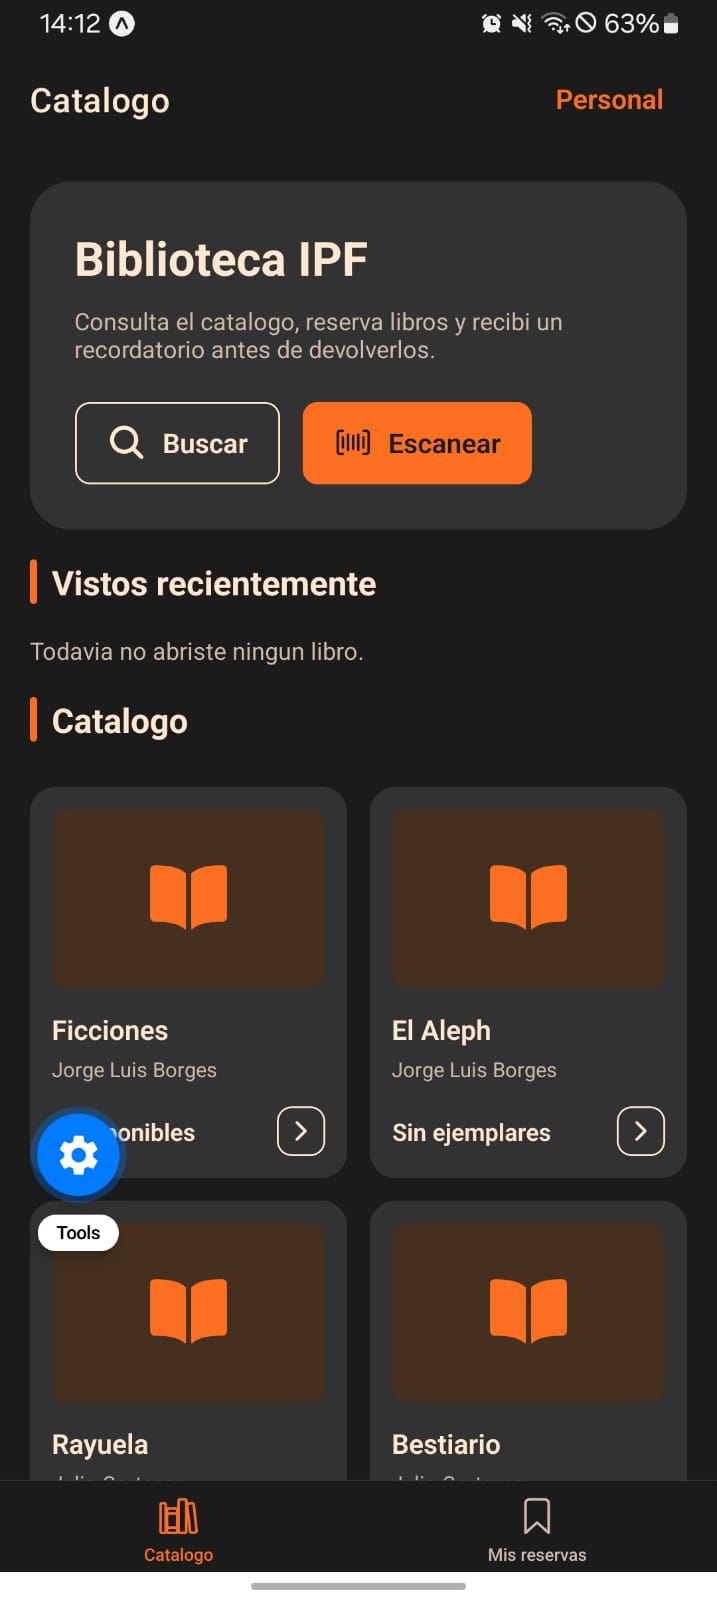 14:12
63%
Catalogo
Personal
Biblioteca IPF
Consulta el catalogo, reserva libros y recibi un
recordatorio antes de devolverlos.
Buscar
Escanear
Vistos recientemente
Todavia no abriste ningun libro.
Catalogo
Ficciones
Jorge Luis Borges
onibles
El Aleph
Jorge Luis Borges
Sin ejemplares
Tools
Rayuela
Bestiario
Catalogo
Mis reservas